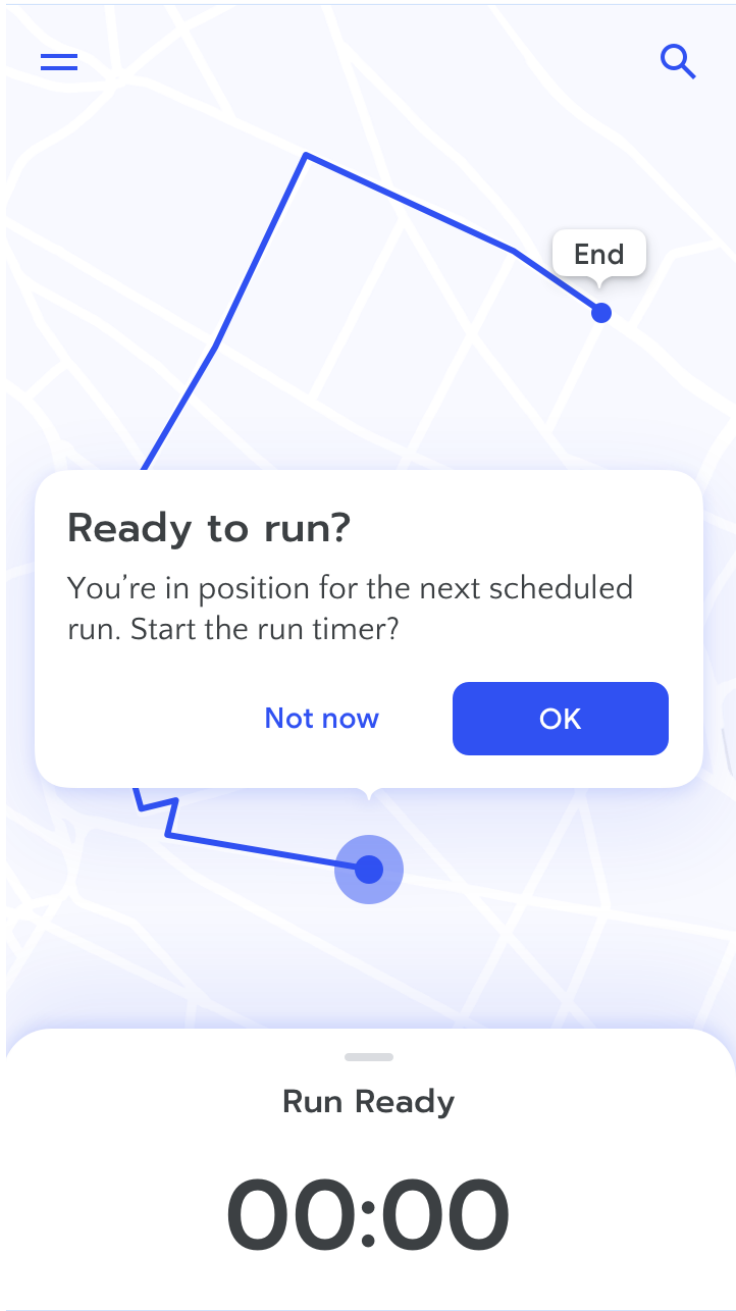 End
Ready to run?
You’re in position for the next scheduled
run. Start the run timer?
Not now
OK
Run Ready
00:00